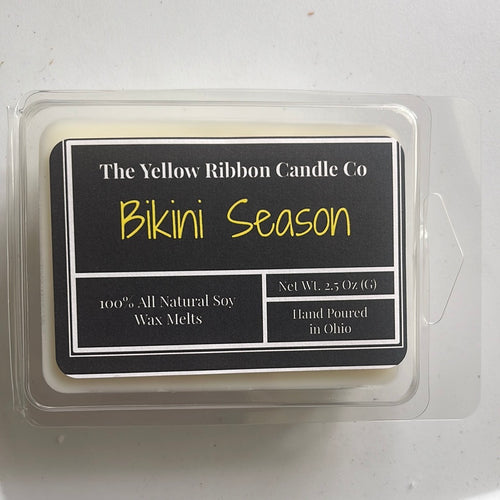 The Yellow Ribbon Candle Co
Bikini Season
100% All Natural Soy
Wax Melts
Net Wt. 2.5 Oz (G)
Hand Poured
in Ohio